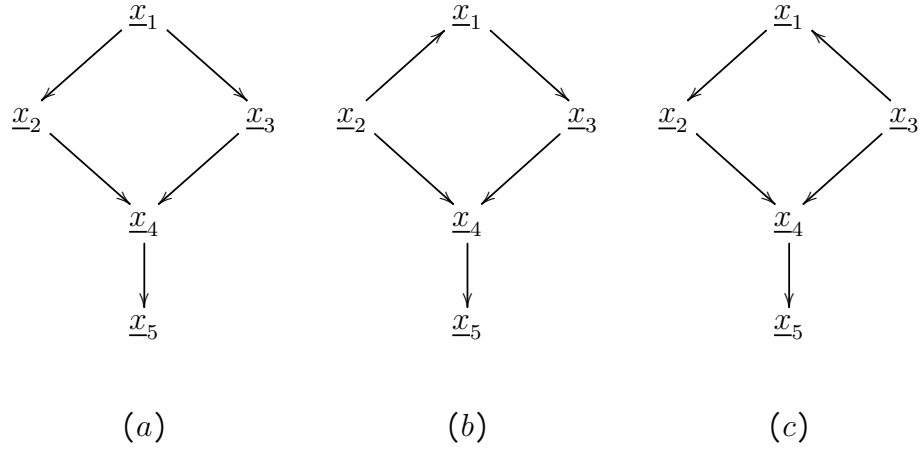 x₁ x₁ x₁
x₂ x₃ x₂ x₃ x₂ x₃
x₄ x₄ x₄
x₅ x₅ x₅
(a) (b) (c)